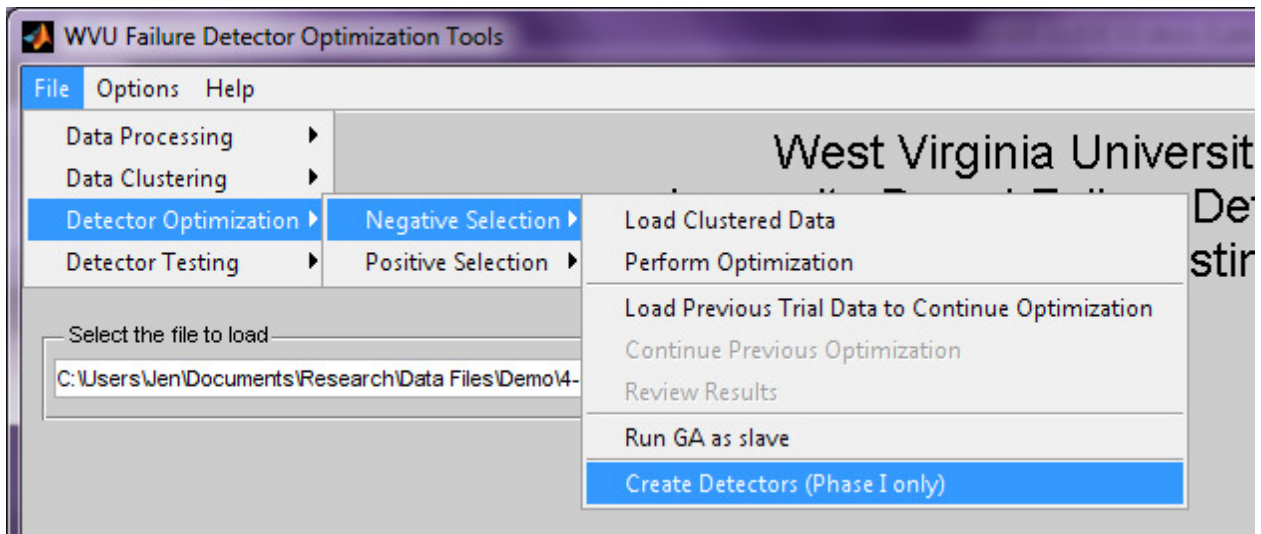 WVU Failure Detector Optimization Tools
File Options Help
Data Processing
Data Clustering
Detector Optimization
Detector Testing
Negative Selection
Positive Selection
Load Clustered Data
Perform Optimization
Load Previous Trial Data to Continue Optimization
Continue Previous Optimization
Review Results
Run GA as slave
Create Detectors (Phase I only)
West Virginia Universit
Select the file to load
C:\Users\Jen\Documents\Research\Data Files\Demo\4-